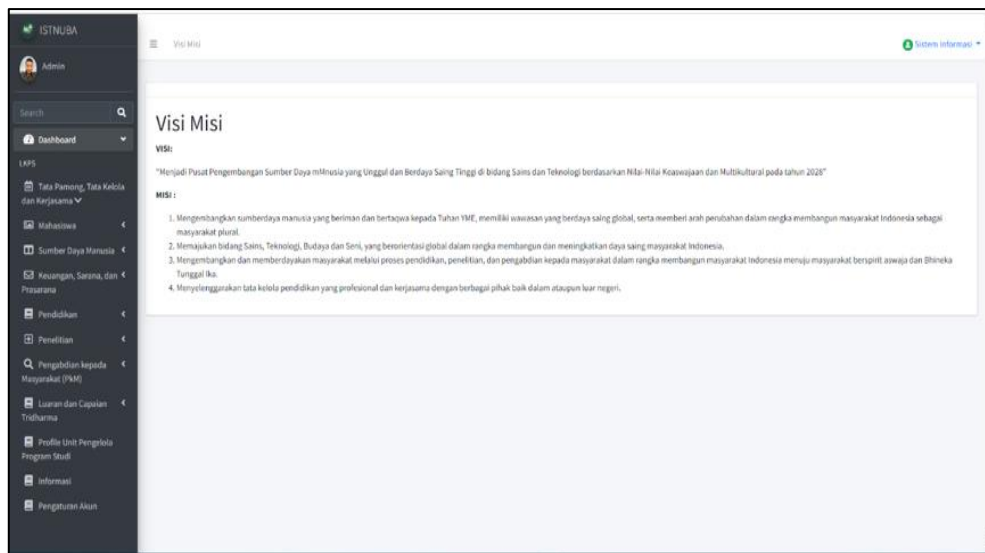 ISTNUBA
Admin
Search
Dashboard
LKPS
Tata Pamong, Tata Kelola
dan Kerjasama
Mahasiswa
Sumber Daya Manusia
Keuangan, Sarana, dan
Prasarana
Pendidikan
Penelitian
Pengabdian kepada
Masyarakat (PkM)
Luaran dan Capaian
Tridharma
Profile Unit Pengelola
Program Studi
Informasi
Pengaturan Akun
Visi Misi
Sistem Informasi
Visi Misi
VISI:
"Menjadi Pusat Pengembangan Sumber Daya mMnusia yang Unggul dan Berdaya Saing Tinggi di bidang Sains dan Teknologi berdasarkan Nilai-Nilai Keaswajaan dan Multikultural pada tahun 2028"
MISI :
1. Mengembangkan sumberdaya manusia yang beriman dan bertaqwa kepada Tuhan YME, memiliki wawasan yang berdaya saing global, serta memberi arah perubahan dalam rangka membangun masyarakat Indonesia sebagai
masyarakat plural.
2. Memajukan bidang Sains, Teknologi, Budaya dan Seni, yang berorientasi global dalam rangka membangun dan meningkatkan daya saing masyarakat Indonesia.
3. Mengembangkan dan memberdayakan masyarakat melalui proses pendidikan, penelitian, dan pengabdian kepada masyarakat dalam rangka membangun masyarakat Indonesia menuju masyarakat berspirit aswaja dan Bhineka
Tunggal Ika.
4. Menyelenggarakan tata kelola pendidikan yang profesional dan kerjasama dengan berbagai pihak baik dalam ataupun luar negeri.